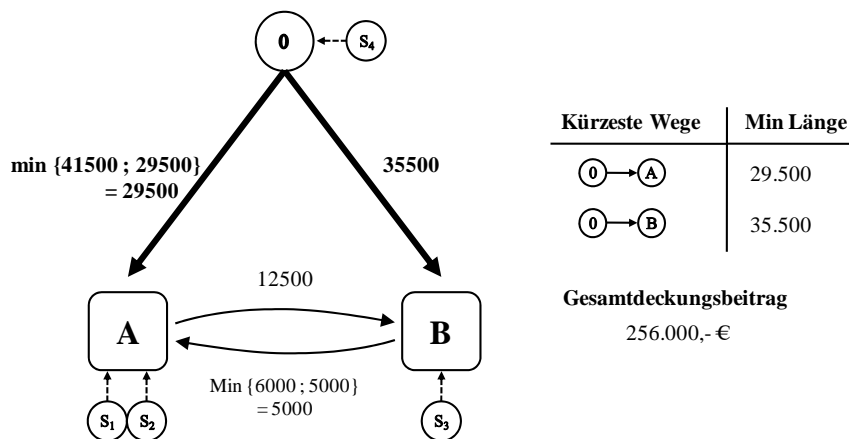 0
S4
min {41500 ; 29500}
= 29500
35500
12500
A
B
Min {6000 ; 5000}
= 5000
S1
S2
S3
Kürzeste Wege Min Länge
0 A 29.500
0 B 35.500
Gesamtdeckungsbeitrag
256.000,- €